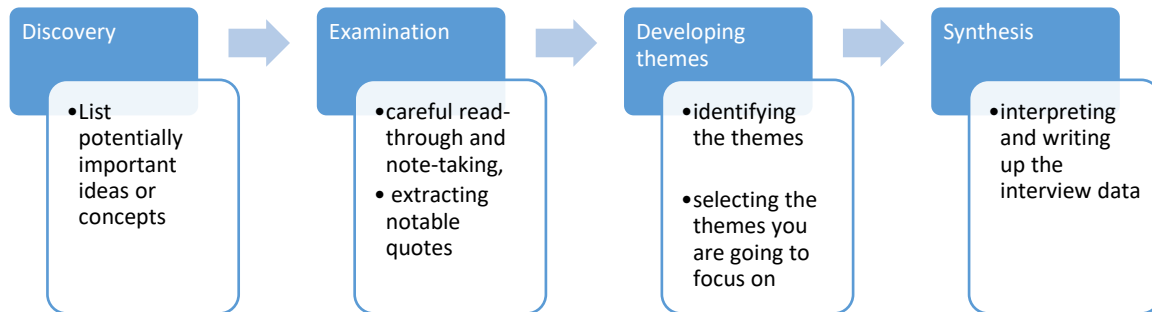 Discovery
•List
potentially
important
ideas or
concepts
Examination
•careful read-
through and
note-taking,
• extracting
notable
quotes
Developing
themes
•identifying
the themes
•selecting the
themes you
are going to
focus on
Synthesis
•interpreting
and writing
up the
interview data